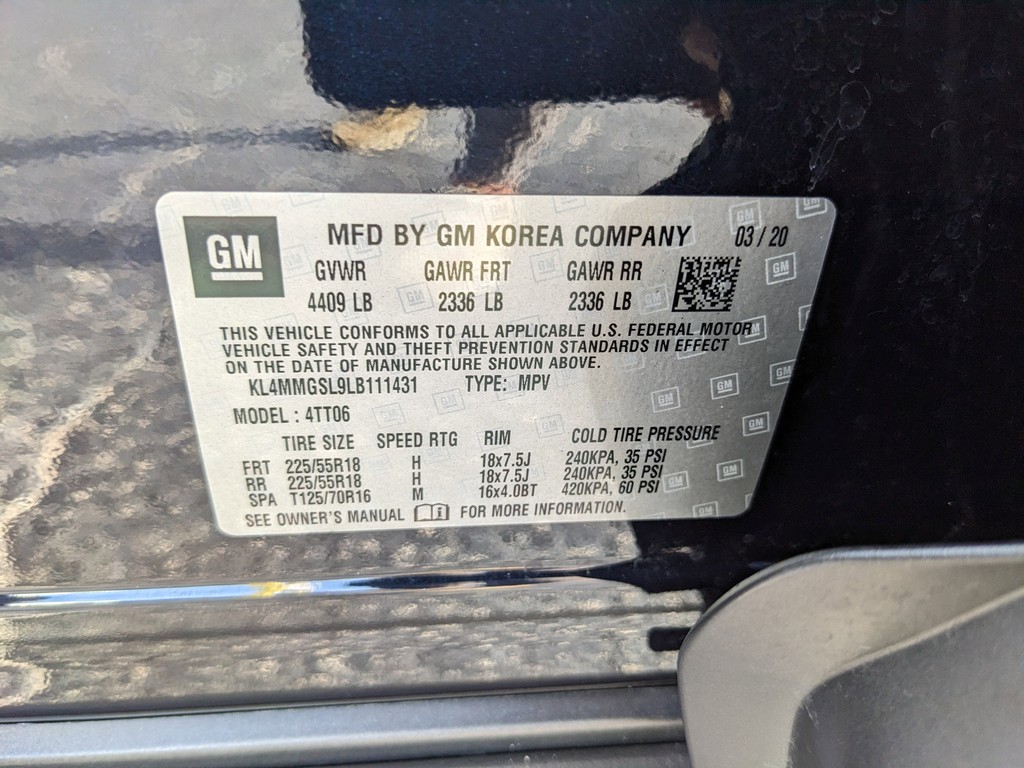 GM
MFD BY GM KOREA COMPANY 03/20
GVWR GAWR FRT GAWR RR
4409 LB 2336 LB 2336 LB
THIS VEHICLE CONFORMS TO ALL APPLICABLE U.S. FEDERAL MOTOR
VEHICLE SAFETY AND THEFT PREVENTION STANDARDS IN EFFECT
ON THE DATE OF MANUFACTURE SHOWN ABOVE.
KL4MMGSL9LB111431 TYPE: MPV
MODEL : 4TT06
TIRE SIZE SPEED RTG RIM COLD TIRE PRESSURE
FRT 225/55R18 H 18x7.5J 240KPA, 35 PSI
RR 225/55R18 H 18x7.5J 240KPA, 35 PSI
SPA T125/70R16 M 16x4.0BT 420KPA, 60 PSI
SEE OWNER'S MANUAL FOR MORE INFORMATION.